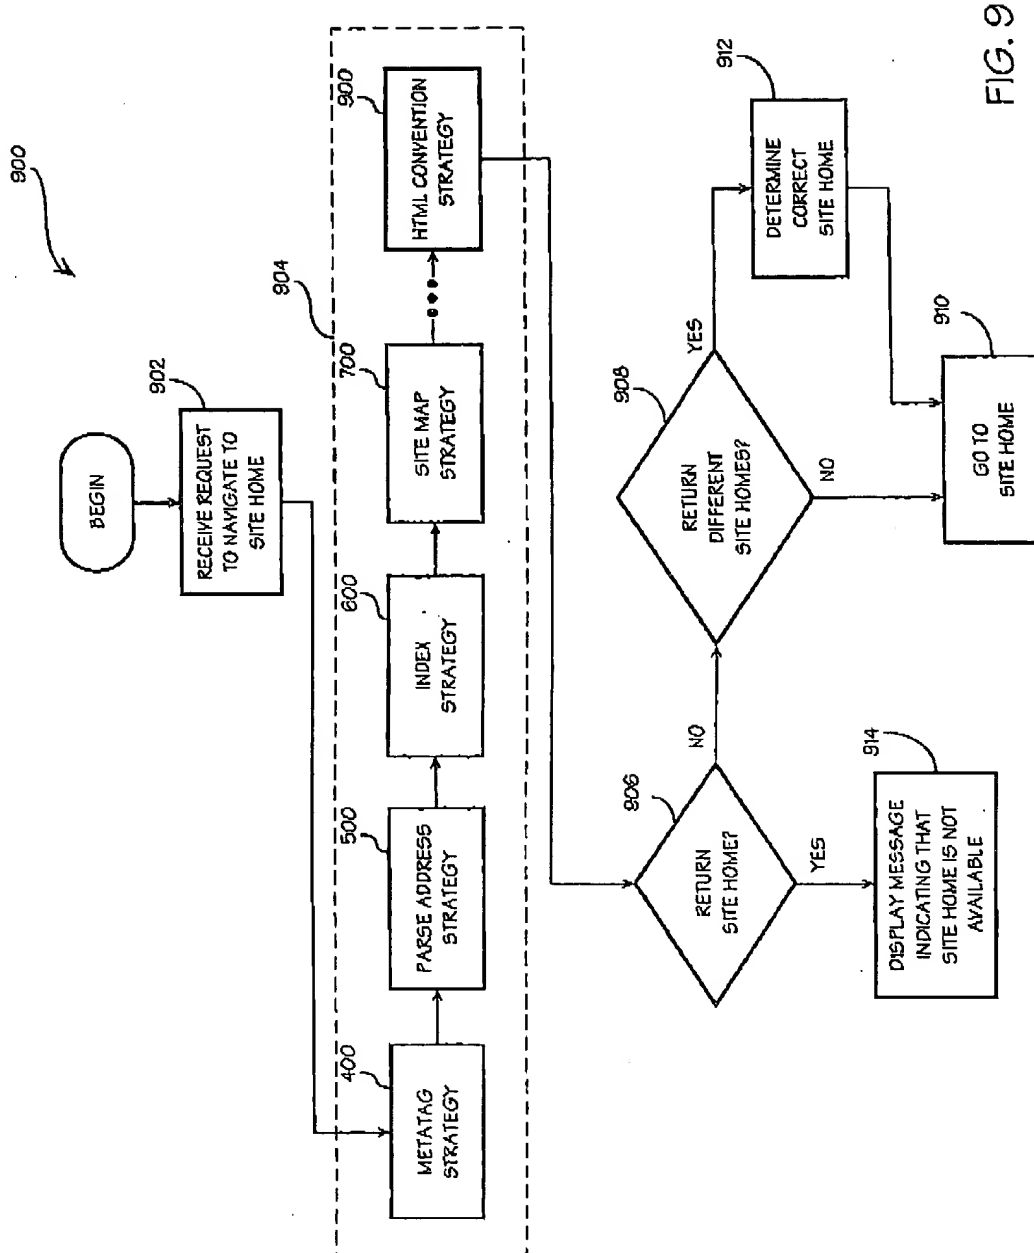 900
BEGIN
902
RECEIVE REQUEST
TO NAVIGATE TO
SITE HOME
904
400
METATAG
STRATEGY
500
PARSE ADDRESS
STRATEGY
600
INDEX
STRATEGY
700
SITE MAP
STRATEGY
900
HTML CONVENTION
STRATEGY
906
RETURN
SITE HOME?
NO
YES
908
RETURN
DIFFERENT
SITE HOMES?
YES
NO
912
DETERMINE
CORRECT
SITE HOME
914
DISPLAY MESSAGE
INDICATING THAT
SITE HOME IS NOT
AVAILABLE
910
GO TO
SITE HOME
FIG. 9